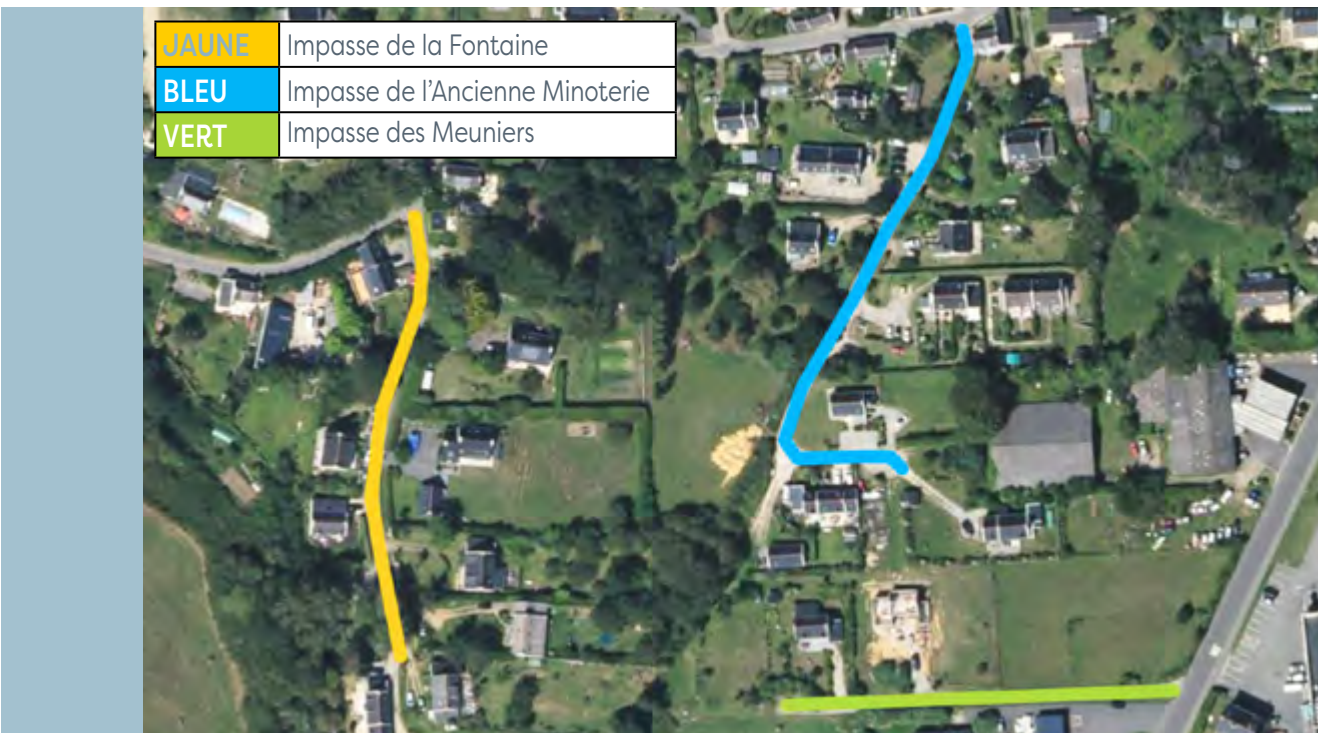 JAUNE Impasse de la Fontaine
BLEU Impasse de l'Ancienne Minoterie
VERT Impasse des Meuniers